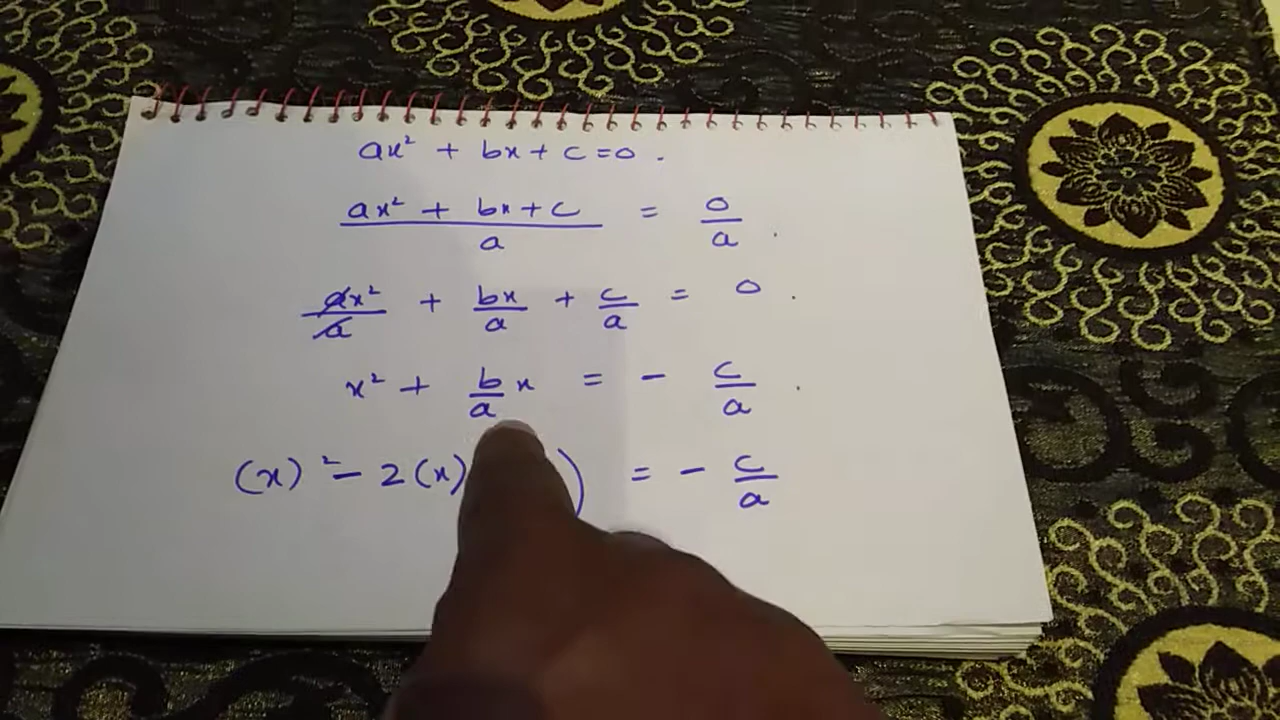 ax² + bx + c = 0.
ax² + bx + c / a = 0 / a.
ax² / a + bx / a + c / a = 0.
x² + b/a x = - c/a.
(x)² - 2(x) ) = - c/a